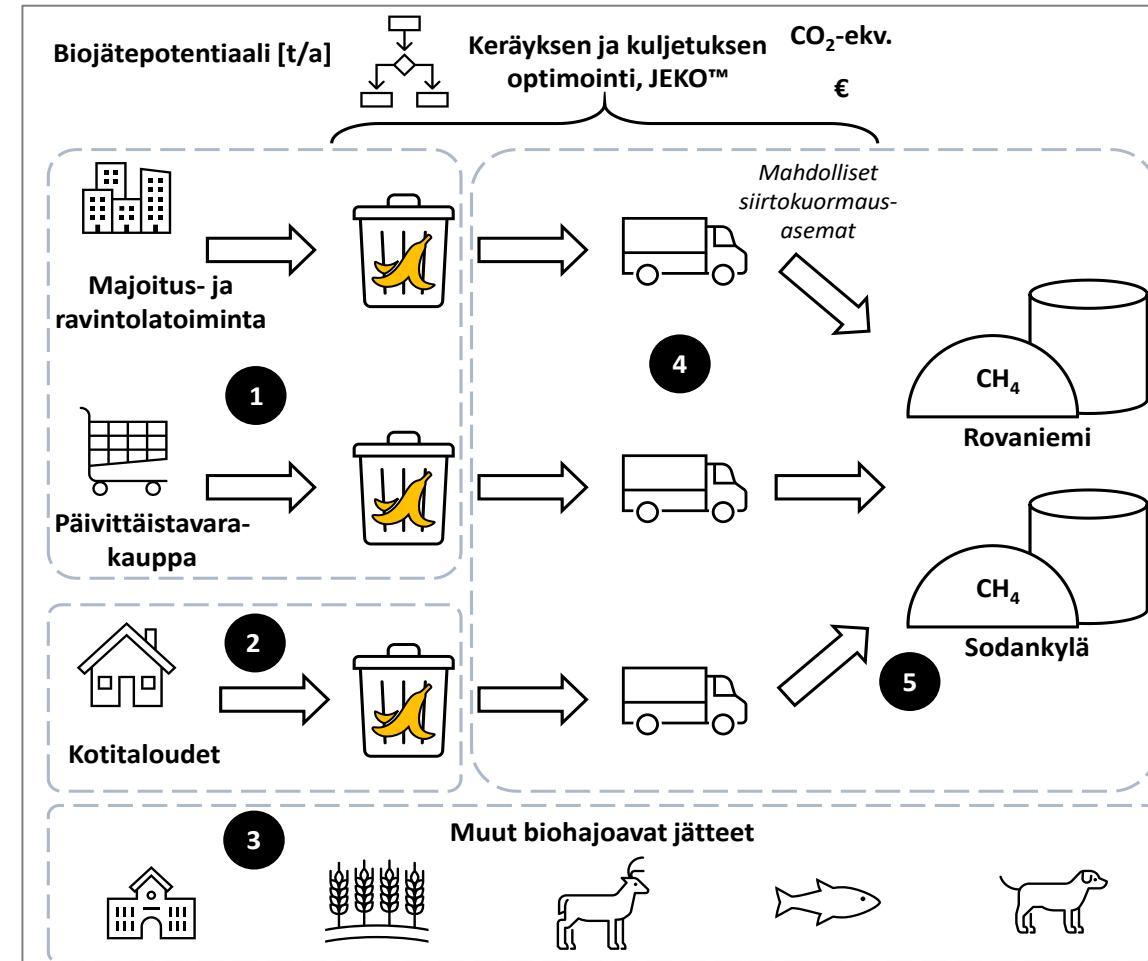 Biojätepotentiaali [t/a]
Keräyksen ja kuljetuksen
optimointi, JEKO™
CO₂-ekv.
€
Mahdolliset
siirtokuormaus-
asemat
Majoitus- ja
ravintolatoiminta
1
4
CH₄
Rovaniemi
Päivittäistavara-
kauppa
CH₄
Sodankylä
2
5
Kotitaloudet
3
Muut biohajoavat jätteet